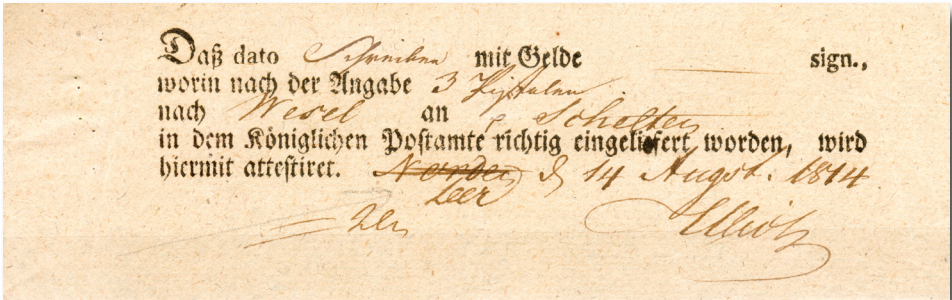 Daß dato Schreiben mit Gelde sign.,
worin nach der Angabe 3 Pistolen
nach Wesel an Schelten
in dem Königlichen Postamte richtig eingeliefert worden, wird
hiermit attestiret. Norden d 14 August. 1814
Leer